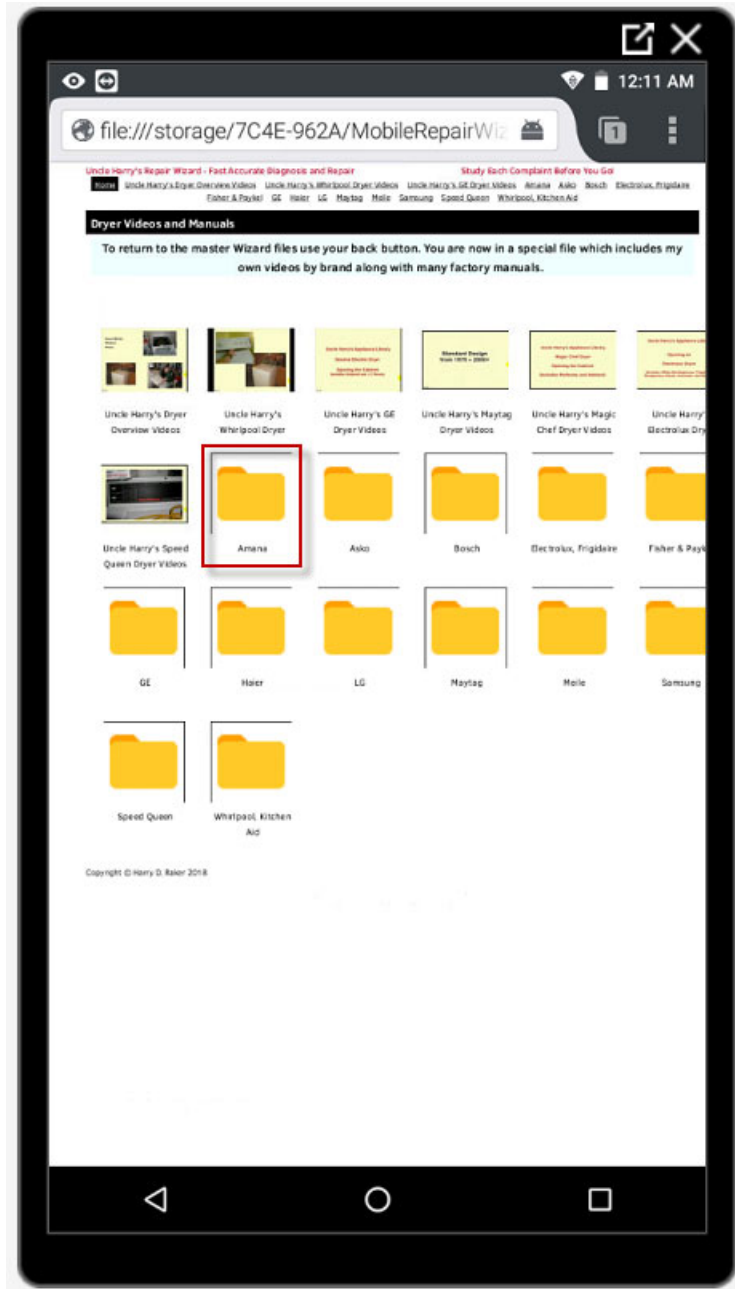 12:11 AM
file:///storage/7C4E-962A/MobileRepairWiz
1
Uncle Harry's Repair Wizard - Fast Accurate Diagnosis and Repair
Study Each Complaint Before You Go!
Home Uncle Harry's Dryer Overview Videos Uncle Harry's Whirlpool Dryer Videos Uncle Harry's GE Dryer Videos Amana Asko Bosch Electrolux, Frigidaire
Fisher & Paykel GE Haier LG Maytag Meile Samsung Speed Queen Whirlpool, Kitchen Aid
Dryer Videos and Manuals
To return to the master Wizard files use your back button. You are now in a special file which includes my
own videos by brand along with many factory manuals.
Standard Design
from 1975 - 2000+
Uncle Harry's Dryer
Overview Videos
Uncle Harry's
Whirlpool Dryer
Uncle Harry's GE
Dryer Videos
Uncle Harry's Maytag
Dryer Videos
Uncle Harry's Magic
Chef Dryer Videos
Uncle Harry'
Electrolux Dry
Uncle Harry's Speed
Queen Dryer Videos
Amana
Asko
Bosch
Electrolux, Frigidaire
Fisher & Payk
GE
Haier
LG
Maytag
Meile
Samsung
Speed Queen
Whirlpool, Kitchen
Aid
Copyright © Harry D. Raker 2018